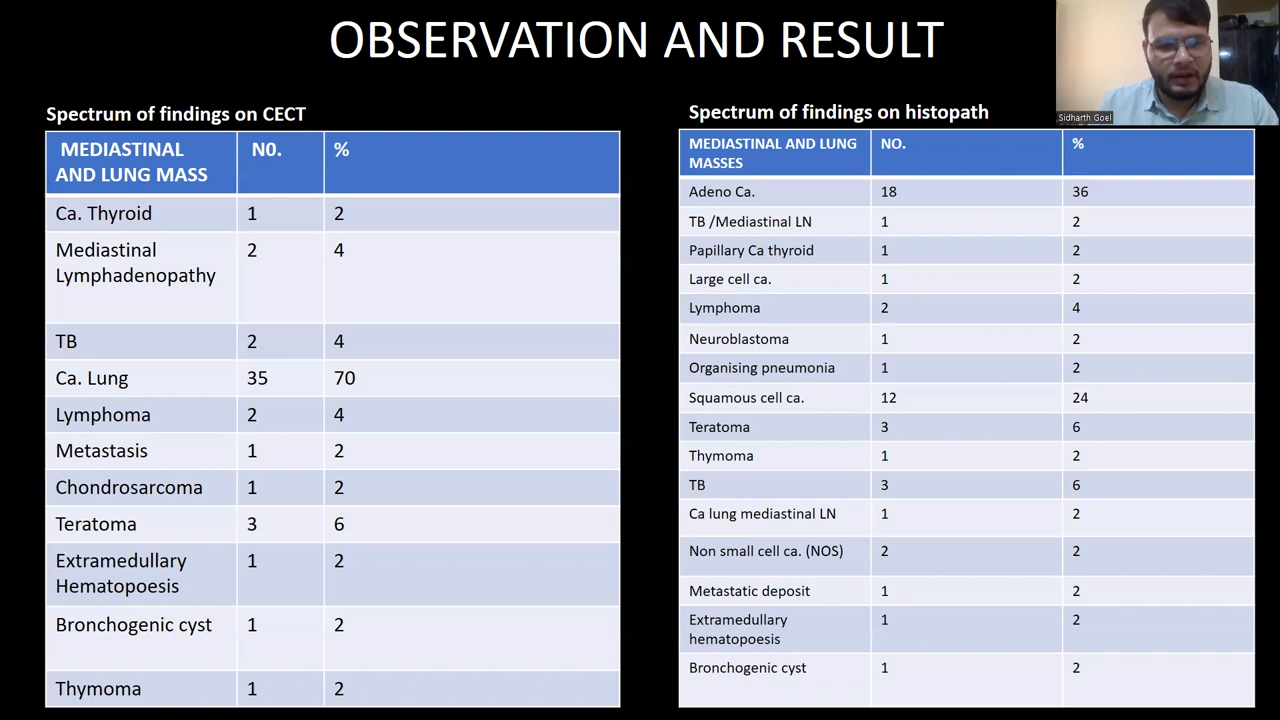 OBSERVATION AND RESULT
Sidharth Goel
Spectrum of findings on CECT
MEDIASTINAL AND LUNG MASS N0. %
Ca. Thyroid 1 2
Mediastinal Lymphadenopathy 2 4
TB 2 4
Ca. Lung 35 70
Lymphoma 2 4
Metastasis 1 2
Chondrosarcoma 1 2
Teratoma 3 6
Extramedullary Hematopoesis 1 2
Bronchogenic cyst 1 2
Thymoma 1 2
Spectrum of findings on histopath
MEDIASTINAL AND LUNG MASSES NO. %
Adeno Ca. 18 36
TB /Mediastinal LN 1 2
Papillary Ca thyroid 1 2
Large cell ca. 1 2
Lymphoma 2 4
Neuroblastoma 1 2
Organising pneumonia 1 2
Squamous cell ca. 12 24
Teratoma 3 6
Thymoma 1 2
TB 3 6
Ca lung mediastinal LN 1 2
Non small cell ca. (NOS) 2 2
Metastatic deposit 1 2
Extramedullary hematopoesis 1 2
Bronchogenic cyst 1 2